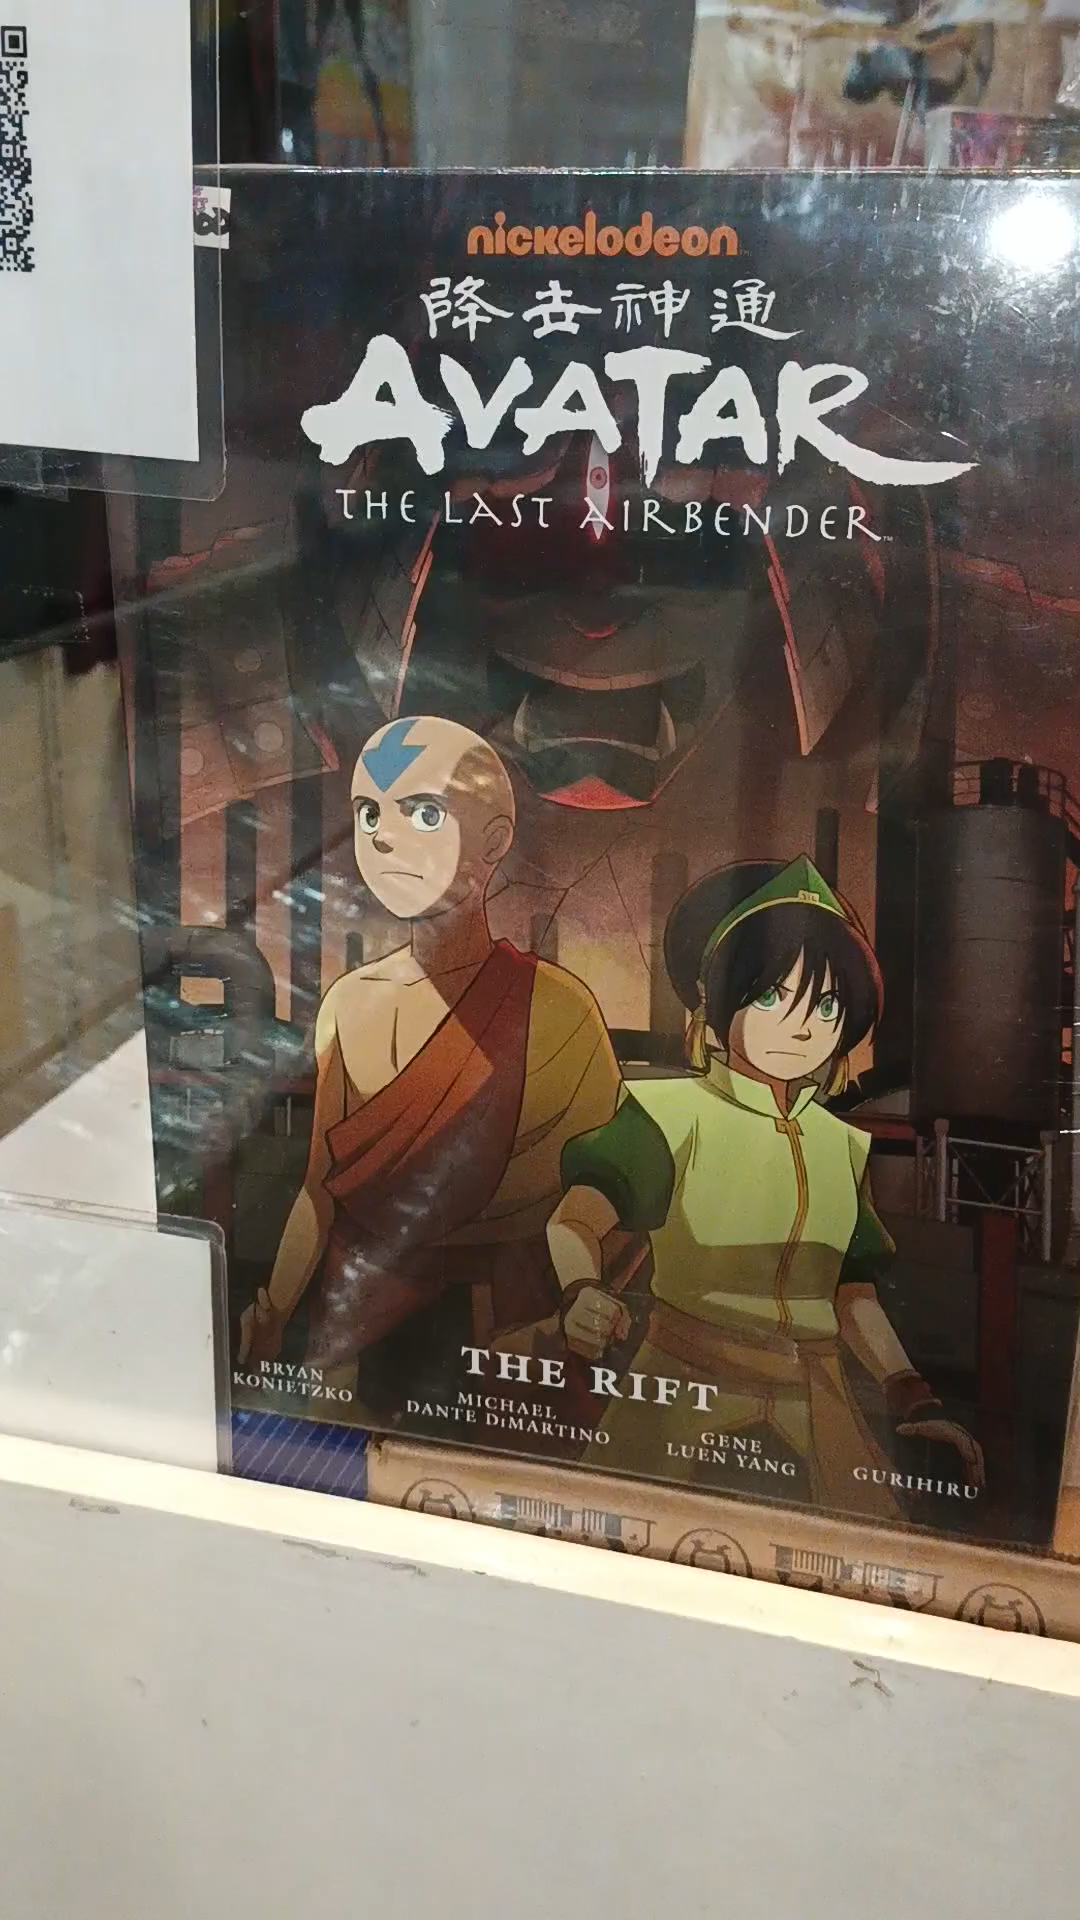 nickelodeon
降去神通
AVATAR
THE LAST AIRBENDER™
THE RIFT
BRYAN
KONIETZKO
MICHAEL
DANTE DiMARTINO
GENE
LUEN YANG
GURIHIRU